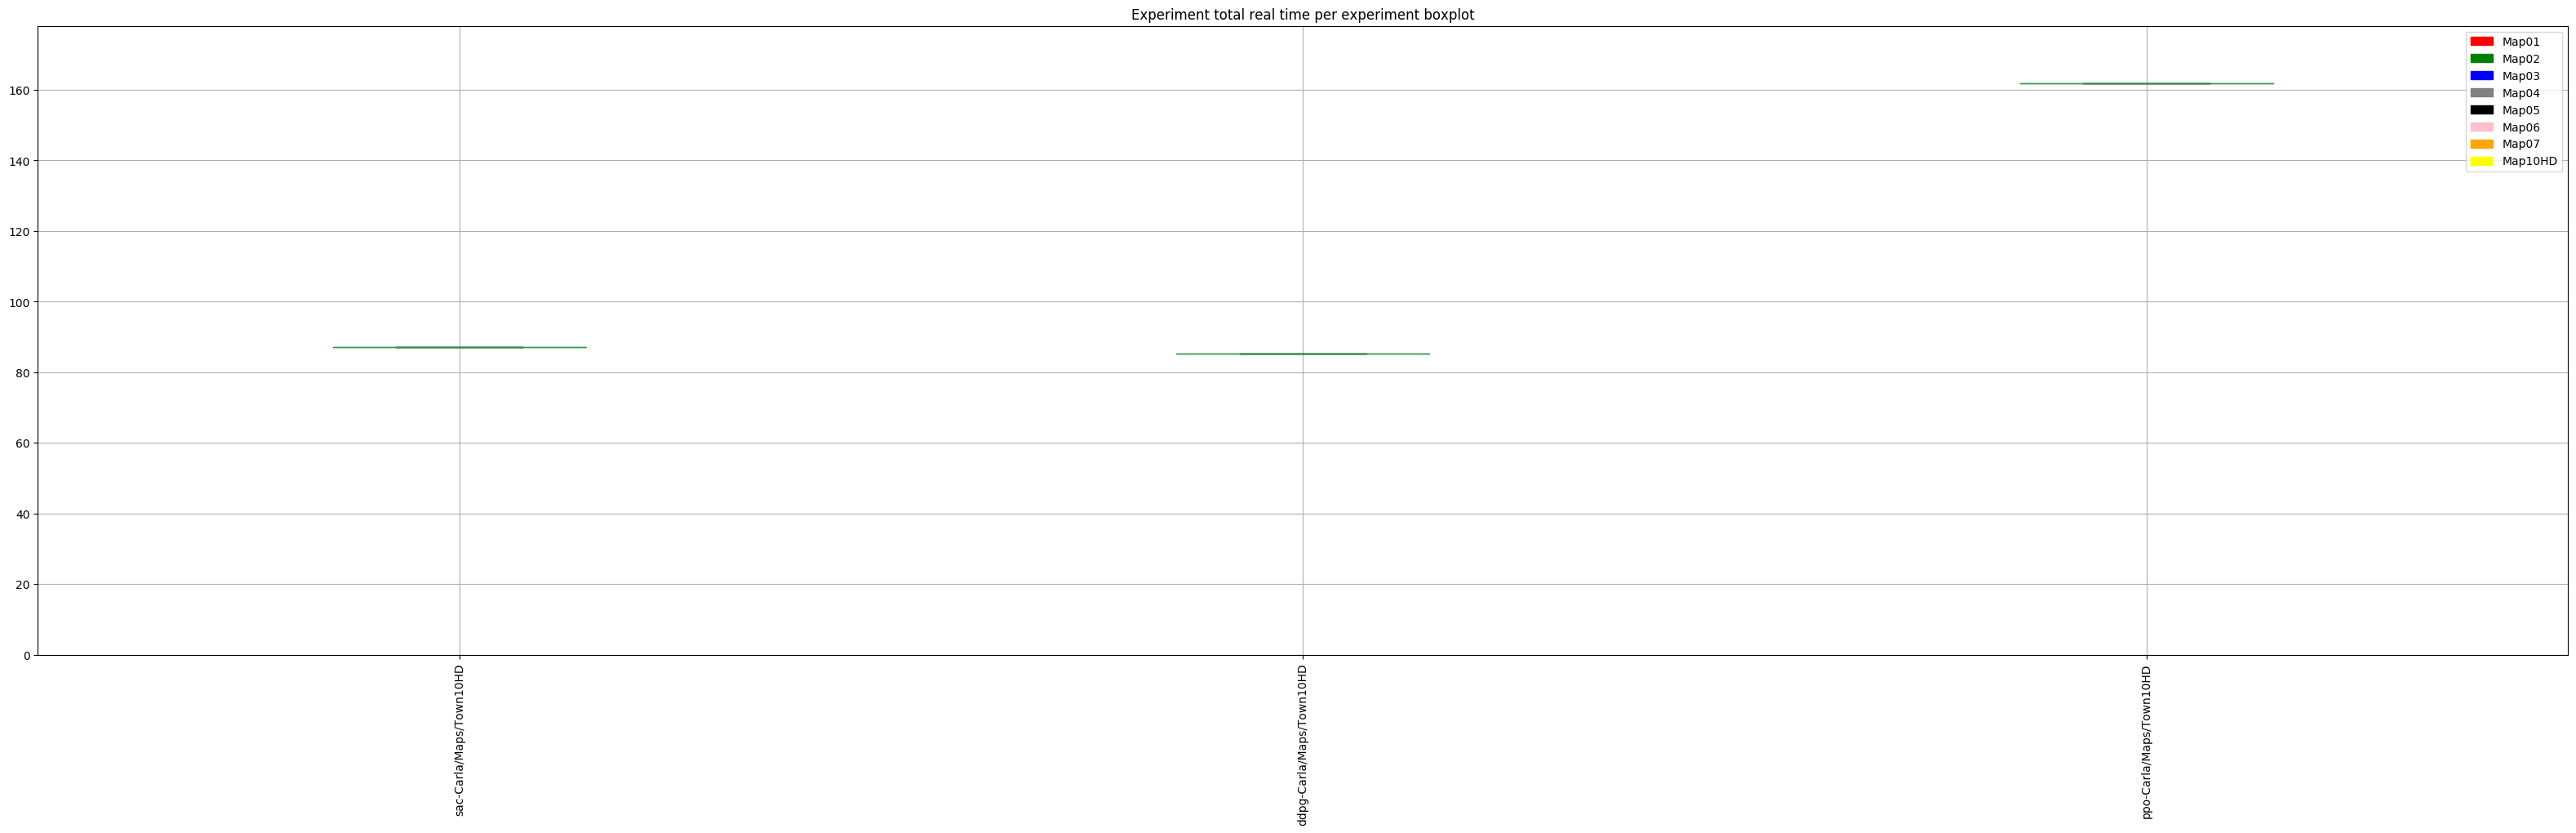 Experiment total real time per experiment boxplot
160
140
120
100
80
60
40
20
0
Map01
Map02
Map03
Map04
Map05
Map06
Map07
Map10HD
sac-Carla/Maps/Town10HD
ddpg-Carla/Maps/Town10HD
ppo-Carla/Maps/Town10HD